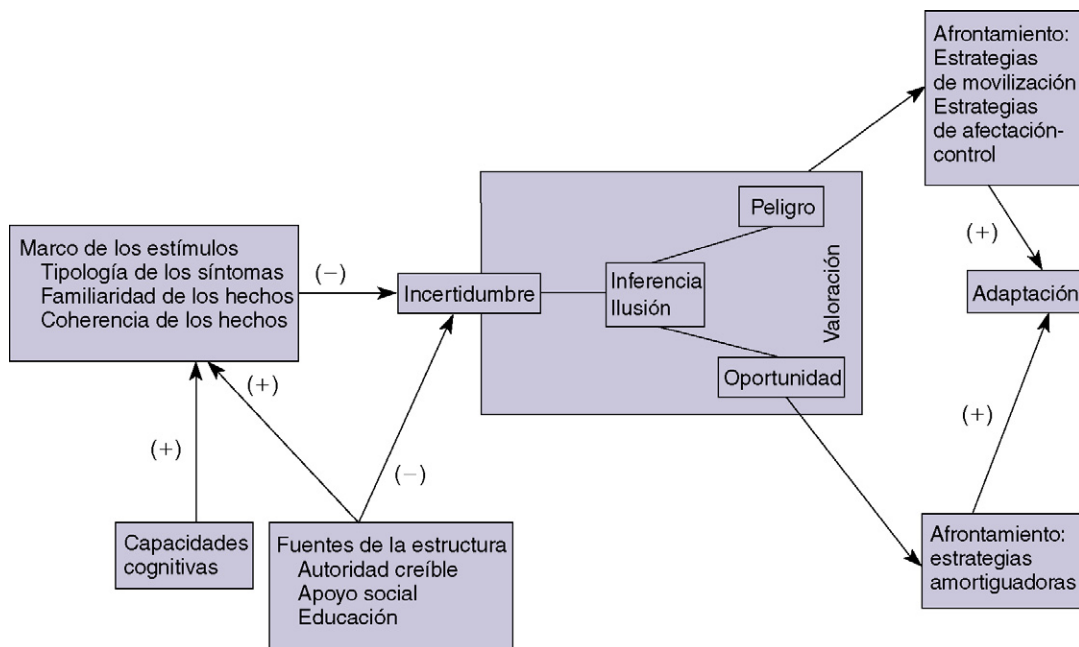 Afrontamiento:
Estrategias
de movilización
Estrategias
de afectación-
control
Peligro
(+)
Marco de los estímulos
Tipología de los síntomas
Familiaridad de los hechos
Coherencia de los hechos
(−)
Incertidumbre
Inferencia
Ilusión
Valoración
Adaptación
Oportunidad
(+)
(+)
(+)
(−)
Capacidades
cognitivas
Fuentes de la estructura
Autoridad creíble
Apoyo social
Educación
Afrontamiento:
estrategias
amortiguadoras